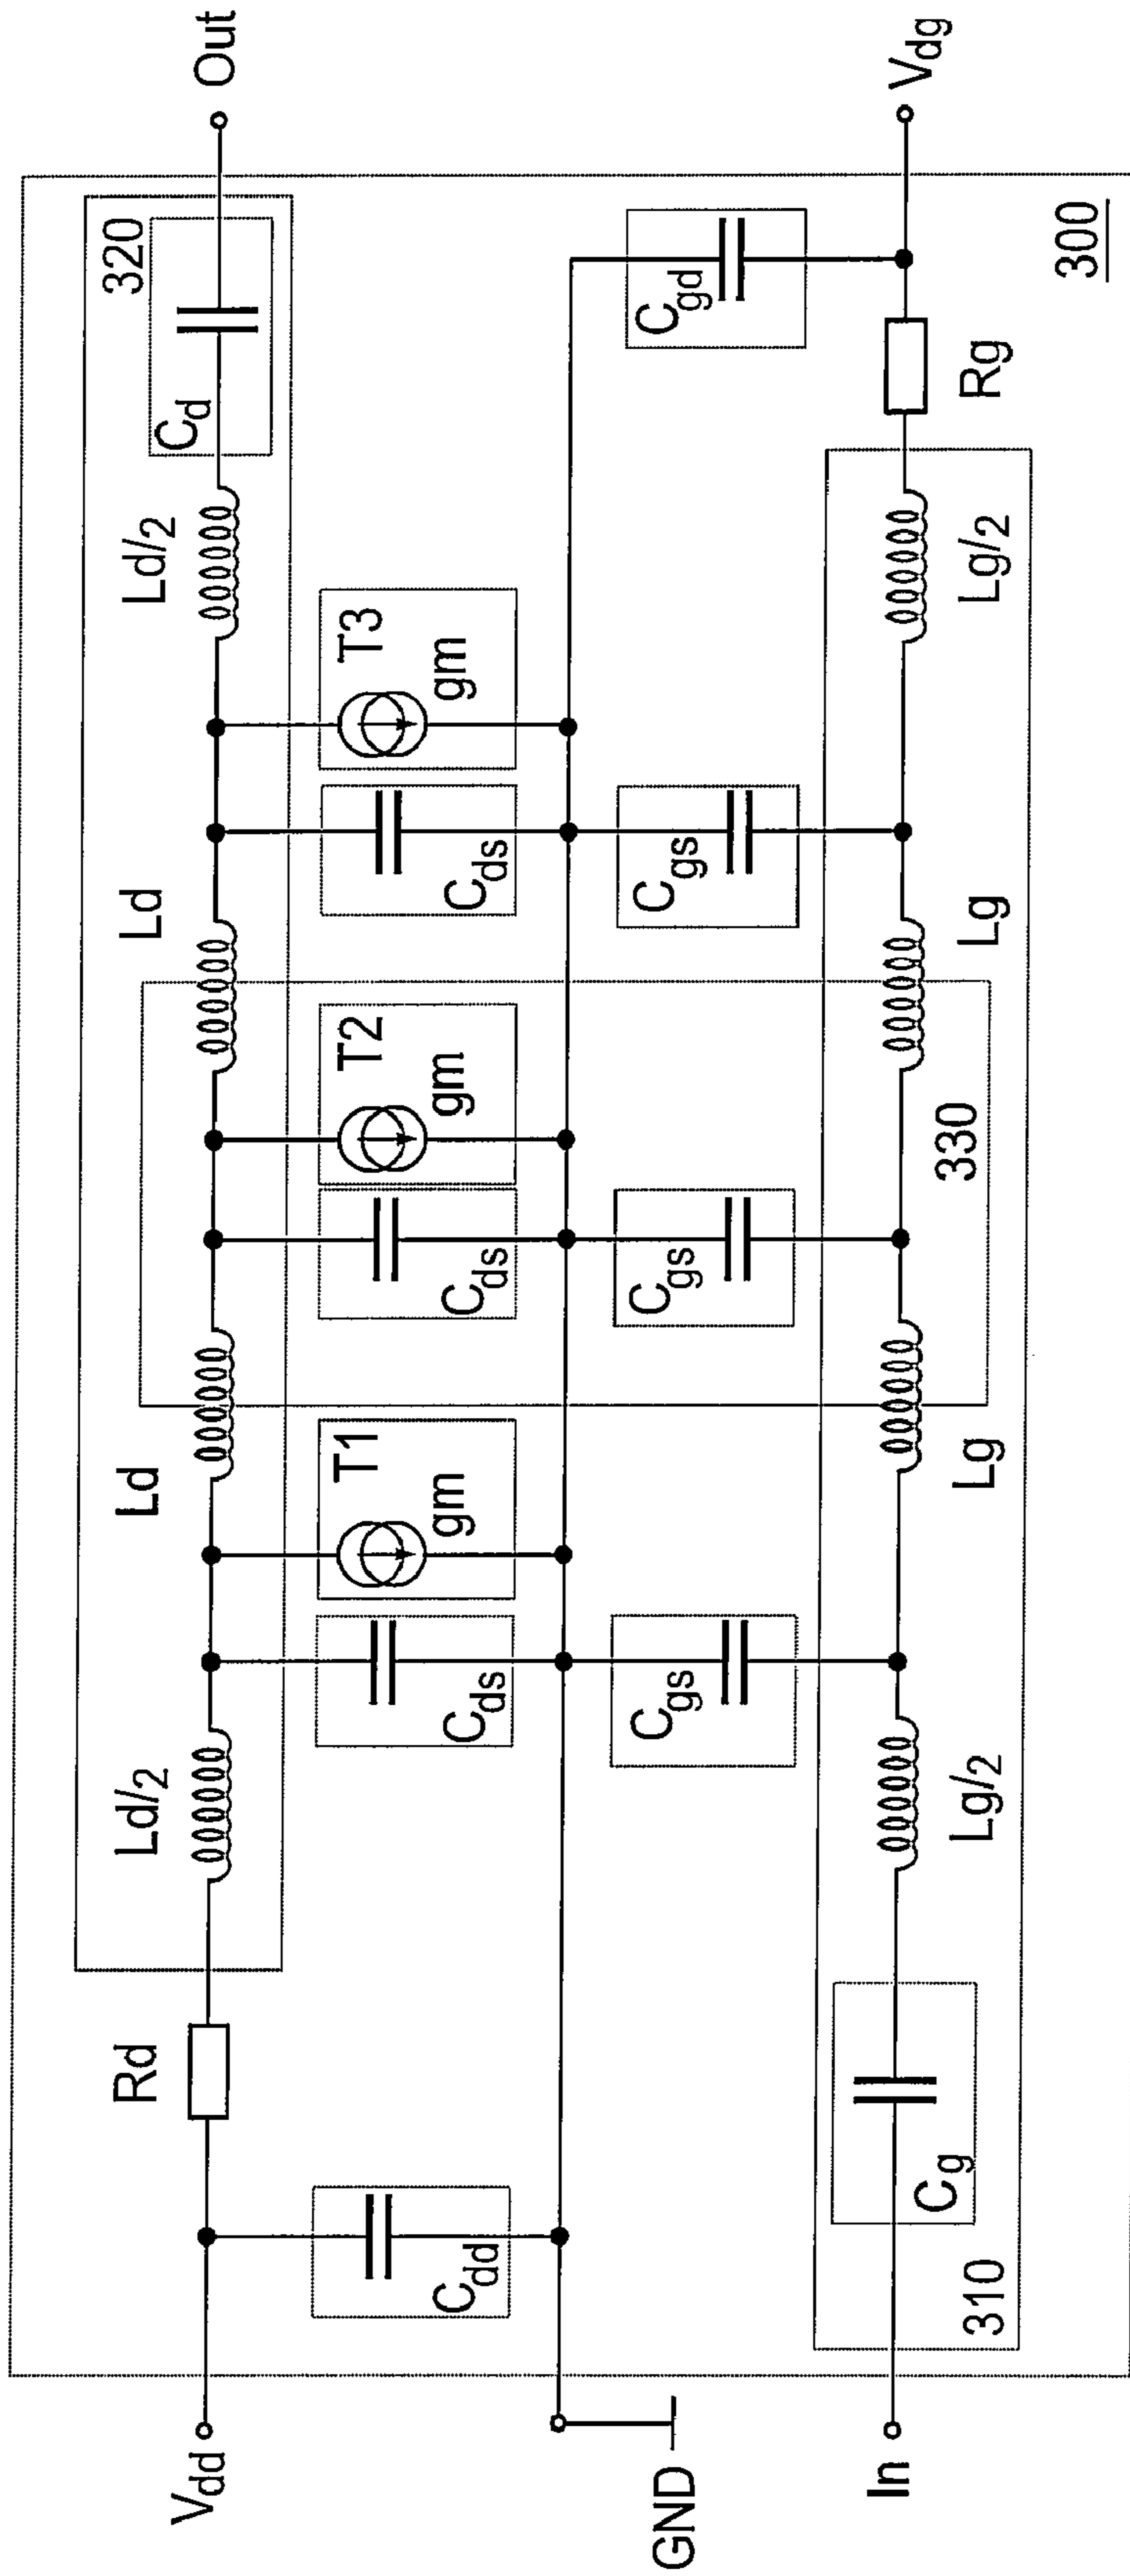 Out
320
Cd
Ld/2
Ld
Ld
Ld/2
Rd
Vdd
T3
gm
T2
gm
T1
gm
Cds
Cds
Cds
Cdd
GND
Cgd
Cgs
Cgs
Cgs
Vdg
Rg
Lg/2
Lg
330
Lg
Lg/2
Cg
310
In
300